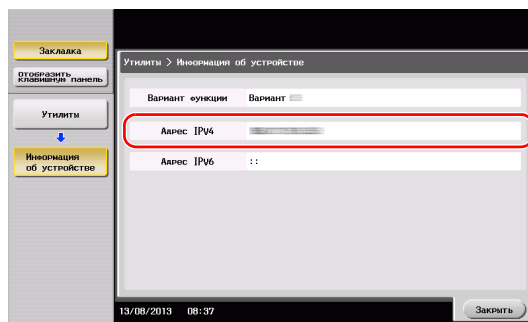 Закладка
Отобразить
клавишную панель
Утилиты
Информация
об устройстве
Утилиты > Информация об устройстве
Вариант функции Вариант
Адрес IPv4
Адрес IPv6 ::
13/08/2013 08:37
Закрыть